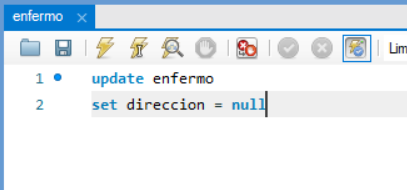 enfermo
Lim
1 update enfermo
2 set direccion = null